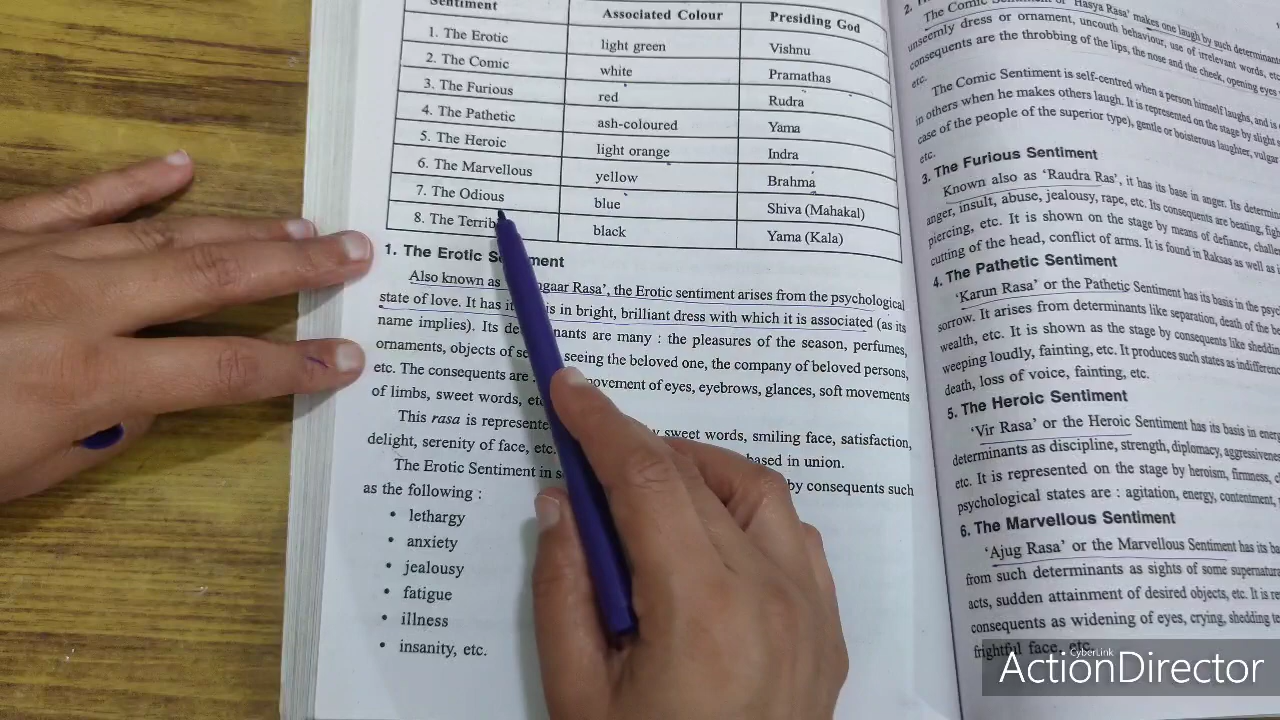 Sentiment Associated Colour Presiding God
1. The Erotic light green Vishnu
2. The Comic white Pramathas
3. The Furious red Rudra
4. The Pathetic ash-coloured Yama
5. The Heroic light orange Indra
6. The Marvellous yellow Brahma
7. The Odious blue Shiva (Mahakal)
8. The Terrib black Yama (Kala)
1. The Erotic Se ment
Also known as ngaar Rasa', the Erotic sentiment arises from the psychological
state of love. It has it is in bright, brilliant dress with which it is associated (as its
name implies). Its de nants are many : the pleasures of the season, perfumes,
ornaments, objects of se seeing the beloved one, the company of beloved persons,
etc. The consequents are : movement of eyes, eyebrows, glances, soft movements
of limbs, sweet words, etc
This rasa is represente y sweet words, smiling face, satisfaction,
delight, serenity of face, etc. based in union.
The Erotic Sentiment in s by consequents such
as the following :
• lethargy
• anxiety
• jealousy
• fatigue
• illness
• insanity, etc.
2.
The Comic Sentiment or 'Hasya Rasa' makes one laugh by such determinants
unseemly dress or ornament, uncouth behaviour, use of irrelevant words, etc
consequents are the throbbing of the lips, the nose and the cheek, opening eyes
etc.
The Comic Sentiment is self-centred when a person himself laughs, and is
in others when he makes others laugh. It is represented on the stage by slight s
case of the people of the superior type), gentle or boisterous laughter, vulgar
etc.
3. The Furious Sentiment
Known also as 'Raudra Ras', it has its base in anger. Its determin
anger, insult, abuse, jealousy, rape, etc. Its consequents are beating, figh
piercing, etc. It is shown on the stage by means of defiance, challen
cutting of the head, conflict of arms. It is found in Raksas as well as i
4. The Pathetic Sentiment
'Karun Rasa' or the Pathetic Sentiment has its basis in the psyc
sorrow. It arises from determinants like separation, death of the b
wealth, etc. It is shown as the stage by consequents like sheddin
weeping loudly, fainting, etc. It produces such states as indifferen
death, loss of voice, fainting, etc.
5. The Heroic Sentiment
'Vir Rasa' or the Heroic Sentiment has its basis in ener
determinants as discipline, strength, diplomacy, aggressivene
etc. It is represented on the stage by heroism, firmness, c
psychological states are : agitation, energy, contentment,
6. The Marvellous Sentiment
'Ajug Rasa' or the Marvellous Sentiment has its ba
from such determinants as sights of some supernatura
acts, sudden attainment of desired objects, etc. It is re
consequents as widening of eyes, crying, shedding te
frightful face, etc.
CyberLink
ActionDirector